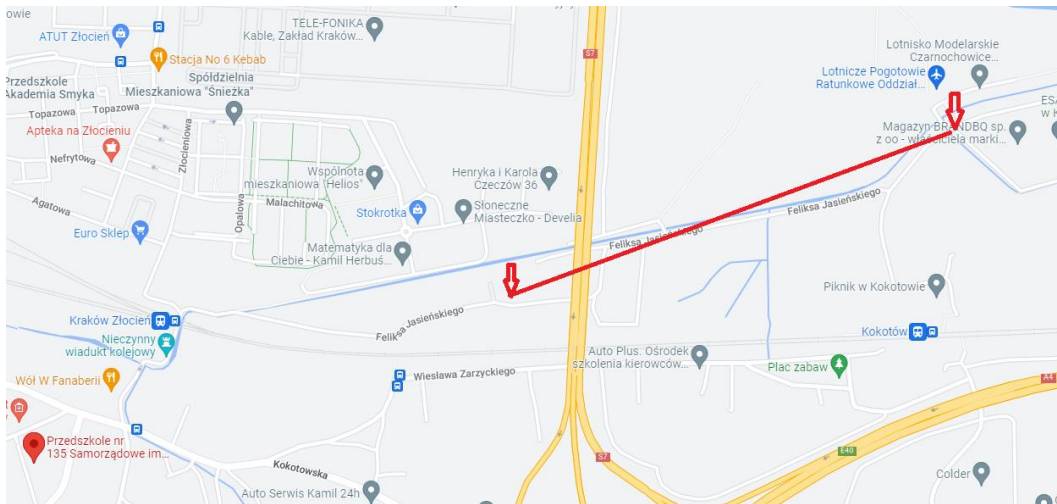 owie
TELE-FONIKA
Kable, Zakład Kraków...
S7
Lotnisko Modelarskie
Czarnochowice...
ATUT Złocień
Stacja No 6 Kebab
Lotnicze Pogotowie
Ratunkowe Oddział...
Przedszkole
Akademia Smyka
Spółdzielnia
Mieszkaniowa "Śnieżka"
Topazowa
Topazowa
ESA
w K
Magazyn BRANDBQ sp.
z oo - właściciela marki...
Apteka na Złocieniu
Nefrytowa
Złocieniowa
Wspólnota
mieszkaniowa "Helios"
Henryka i Karola
Czeczów 36
Agatowa
Opalowa
Malachitowa
Stokrotka
Słoneczne
Miasteczko - Develia
Feliksa Jasieńskiego
Euro Sklep
Matematyka dla
Ciebie - Kamil Herbuś...
Feliksa Jasieńskiego
Piknik w Kokotowie
Kraków Złocień
Feliksa Jasieńskiego
Kokotów
Nieczynny
wiadukt kolejowy
Auto Plus. Ośrodek
szkolenia kierowców...
Plac zabaw
Wół W Fanaberii
Wiesława Zarzyckiego
A4
Przedszkole nr
135 Samorządowe im...
E40
S7
Kokotowska
Colder
Auto Serwis Kamil 24h